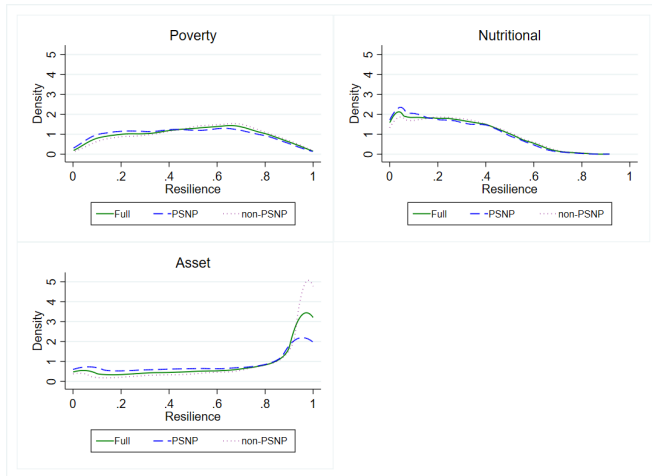 Poverty
Density
5
4
3
2
1
0
0 .2 .4 .6 .8 1
Resilience
Full PSNP non-PSNP
Nutritional
Density
5
4
3
2
1
0
0 .2 .4 .6 .8 1
Resilience
Full PSNP non-PSNP
Asset
Density
5
4
3
2
1
0
0 .2 .4 .6 .8 1
Resilience
Full PSNP non-PSNP